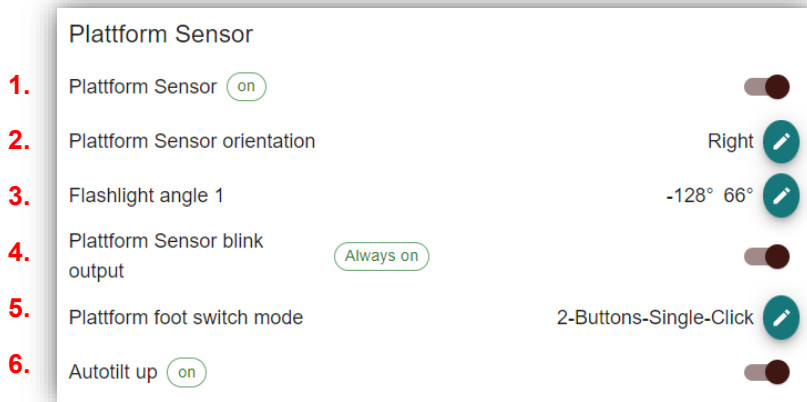 Plattform Sensor
1. Plattform Sensor on
2. Plattform Sensor orientation Right
3. Flashlight angle 1 -128° 66°
4. Plattform Sensor blink
output Always on
5. Plattform foot switch mode 2-Buttons-Single-Click
6. Autotilt up on